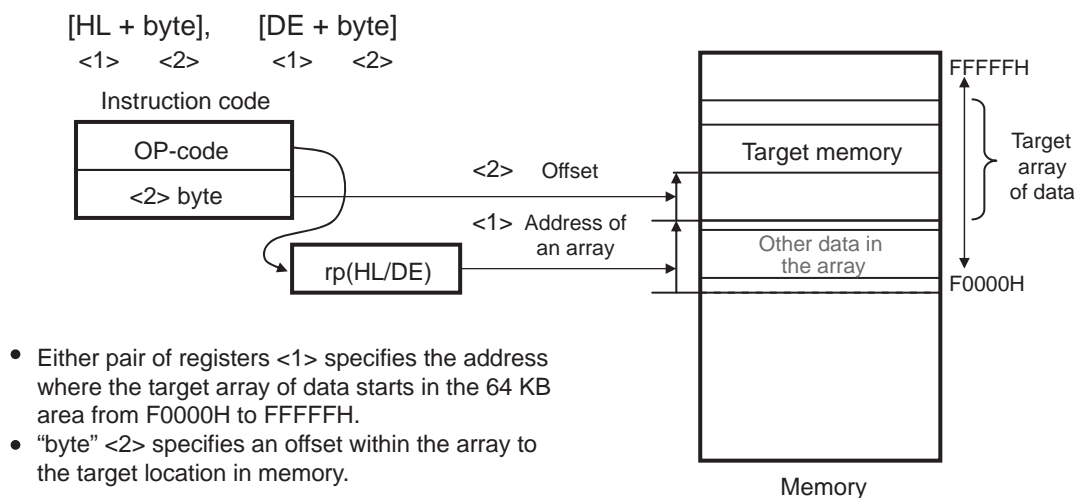 [HL + byte], [DE + byte]
<1> <2> <1> <2>
Instruction code
OP-code
<2> byte
rp(HL/DE)
<2> Offset
<1> Address of
an array
FFFFFH
Target memory
Target
array
of data
Other data in
the array
F0000H
Memory
• Either pair of registers <1> specifies the address
where the target array of data starts in the 64 KB
area from F0000H to FFFFFH.
• “byte” <2> specifies an offset within the array to
the target location in memory.